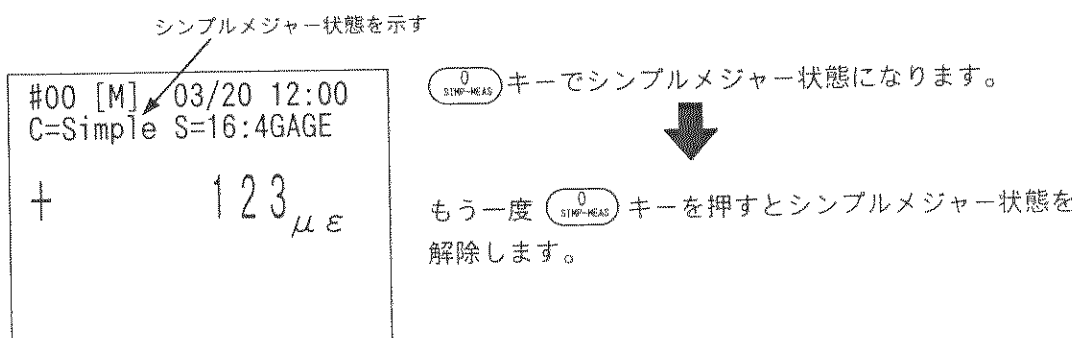 シンプルメジャー状態を示す
#00 [M] 03/20 12:00
C=Simple S=16:4GAGE
+ 123με
0
SIMP-MEAS
キーでシンプルメジャー状態になります。
もう一度 0 SIMP-MEAS キーを押すとシンプルメジャー状態を
解除します。